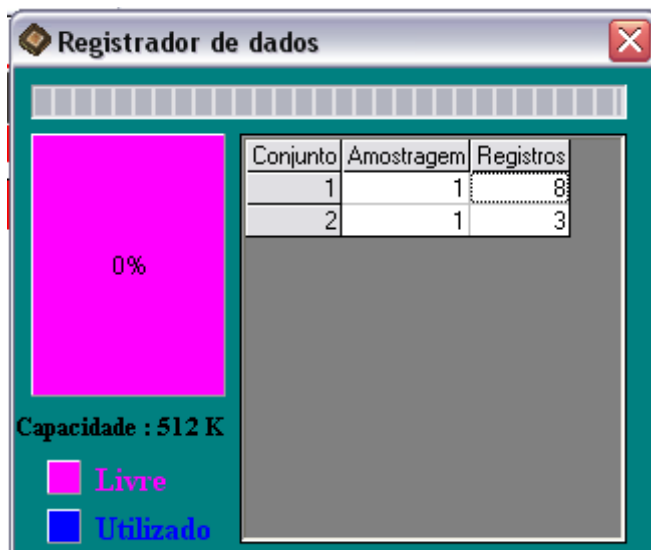 Registrador de dados
Conjunto Amostragem Registros
1 1 8
2 1 3
0%
Capacidade : 512 K
Livre
Utilizado